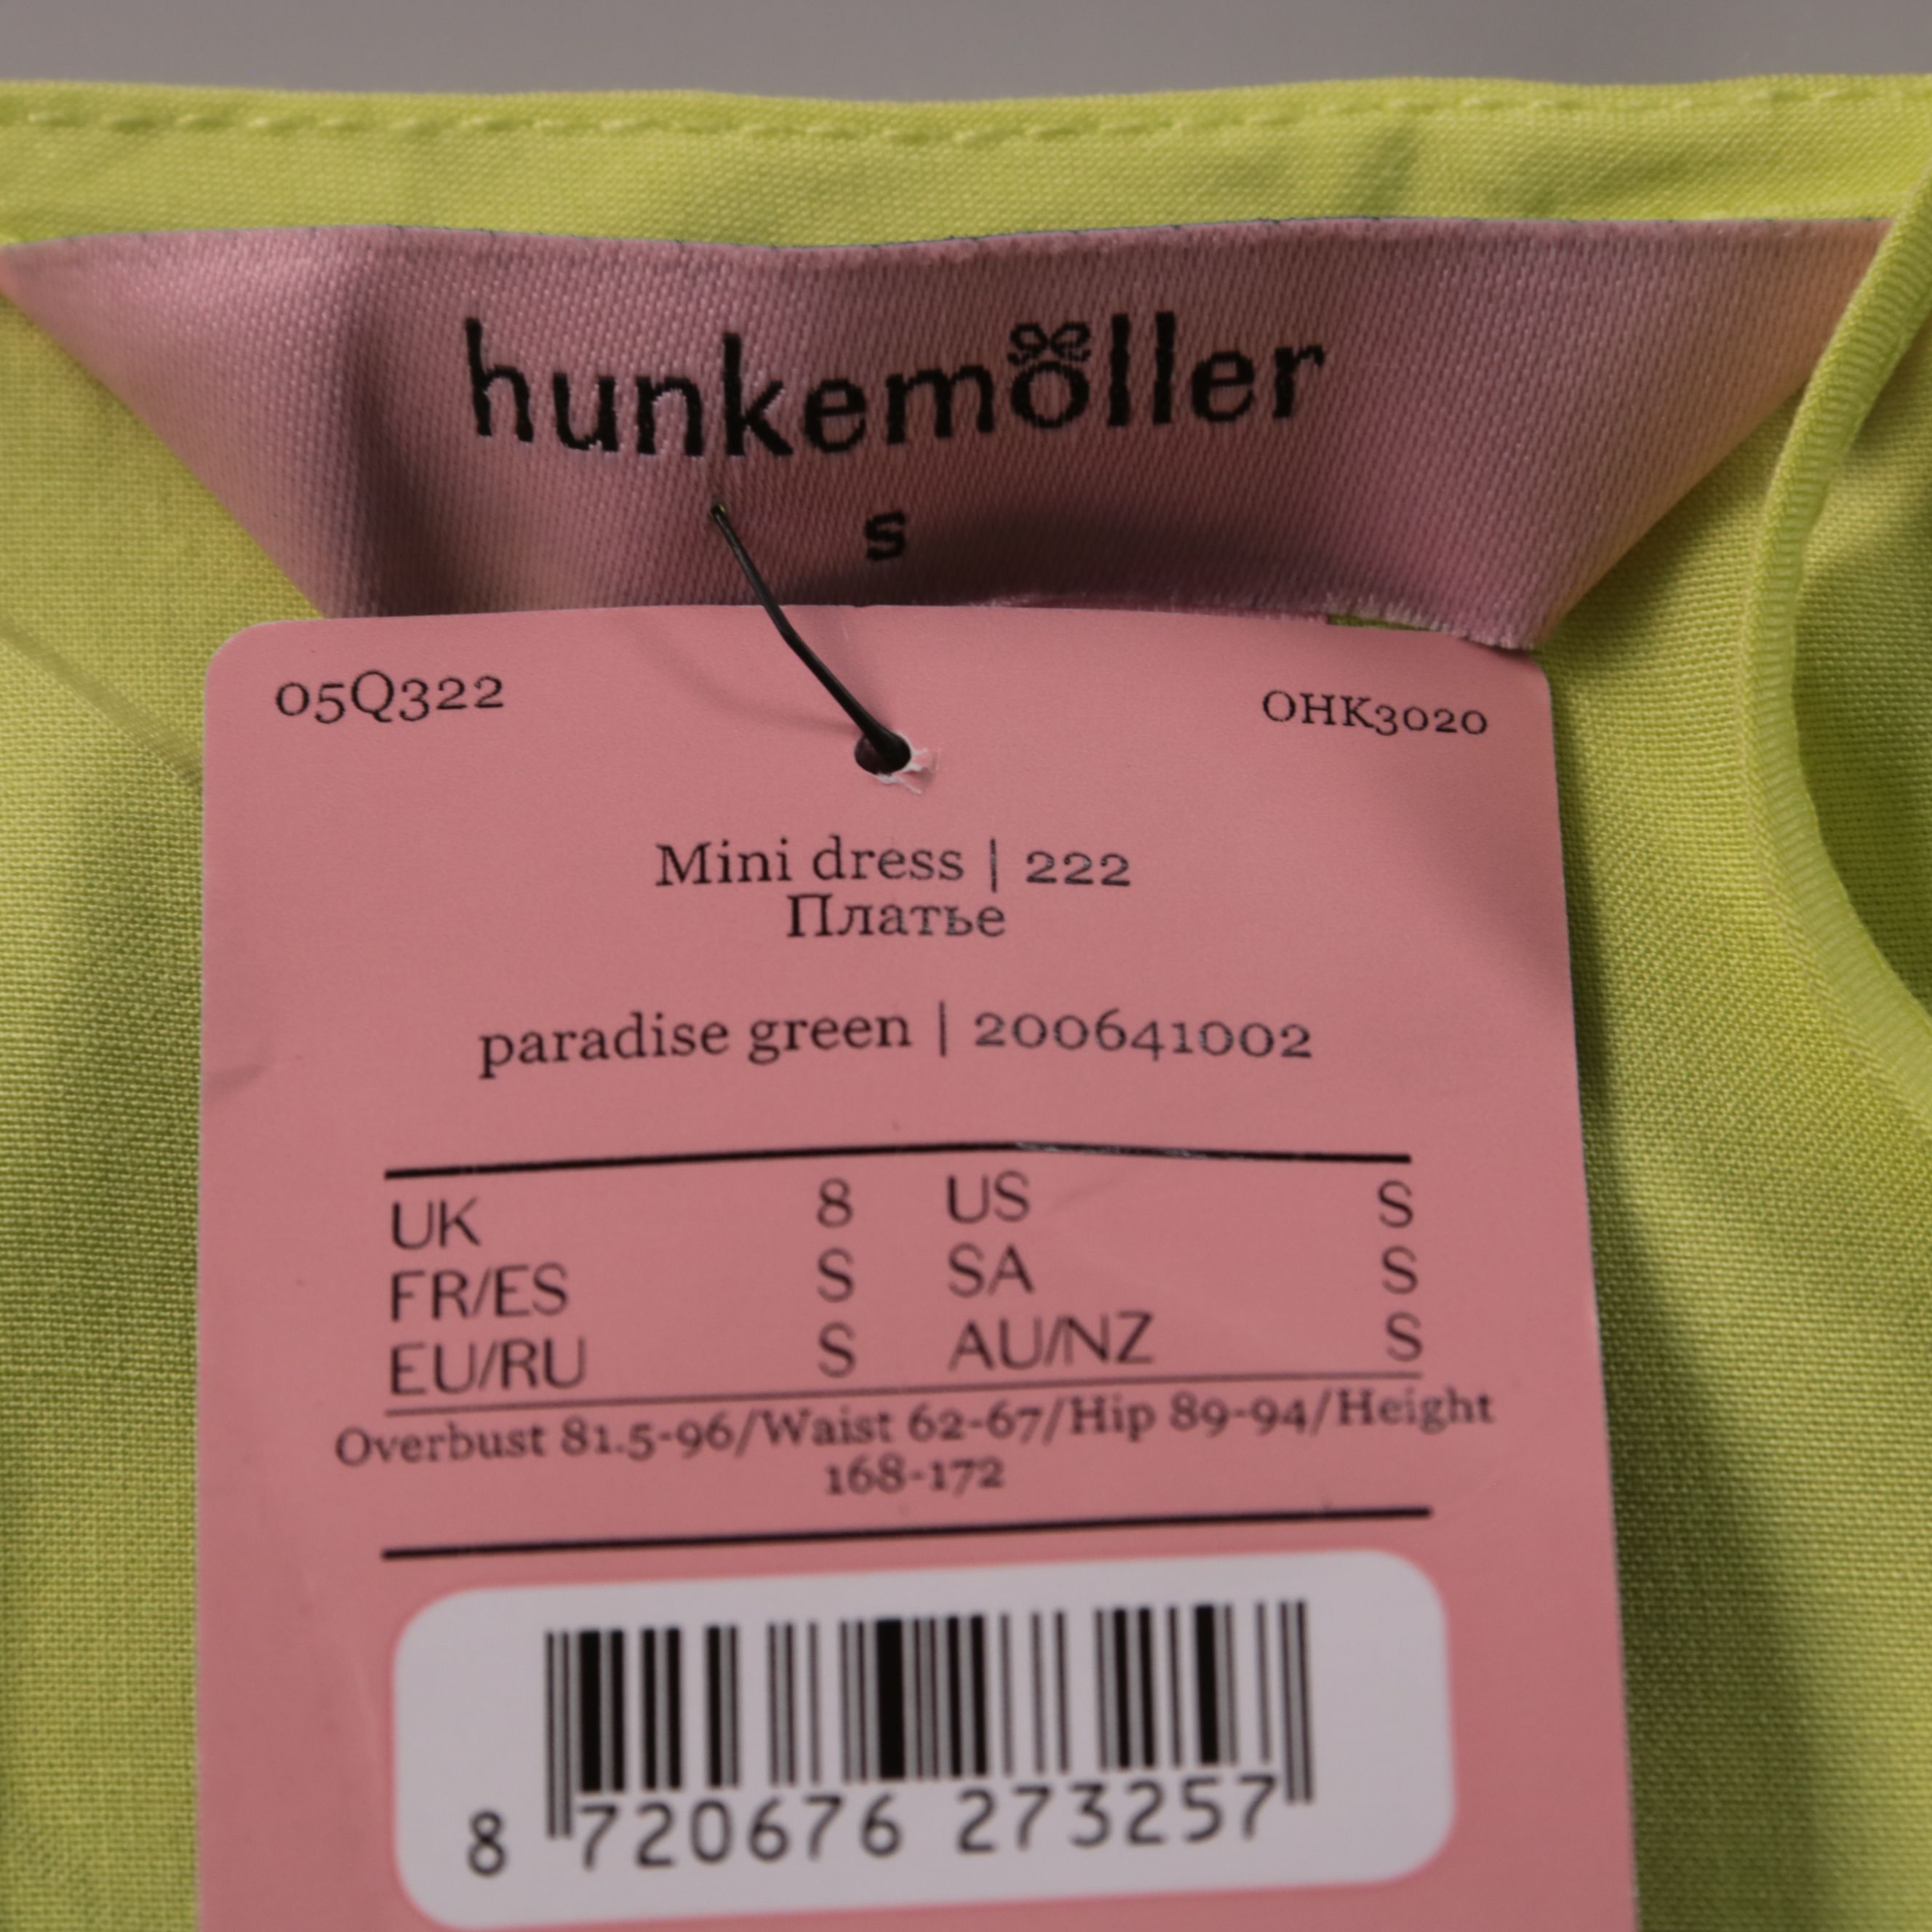 hunkemöller
s
05Q322 OHK3020
Mini dress | 222
Платье
paradise green | 200641002
UK 8 US S
FR/ES S SA S
EU/RU S AU/NZ S
Overbust 81.5-96/Waist 62-67/Hip 89-94/Height
168-172
8 720676 273257